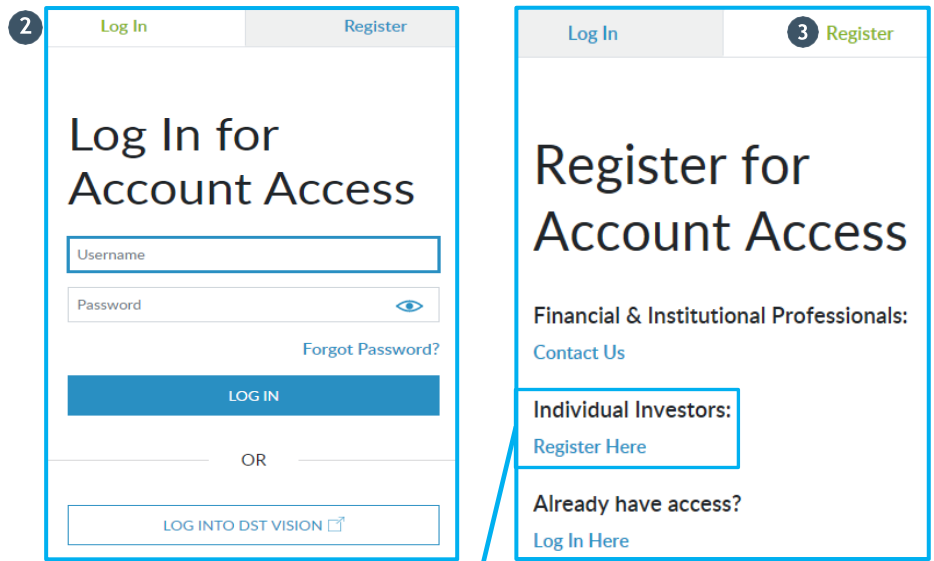 2
Log In
Register
Log In for
Account Access
Username
Password
Forgot Password?
LOG IN
OR
LOG INTO DST VISION
Log In
3
Register
Register for
Account Access
Financial & Institutional Professionals:
Contact Us
Individual Investors:
Register Here
Already have access?
Log In Here